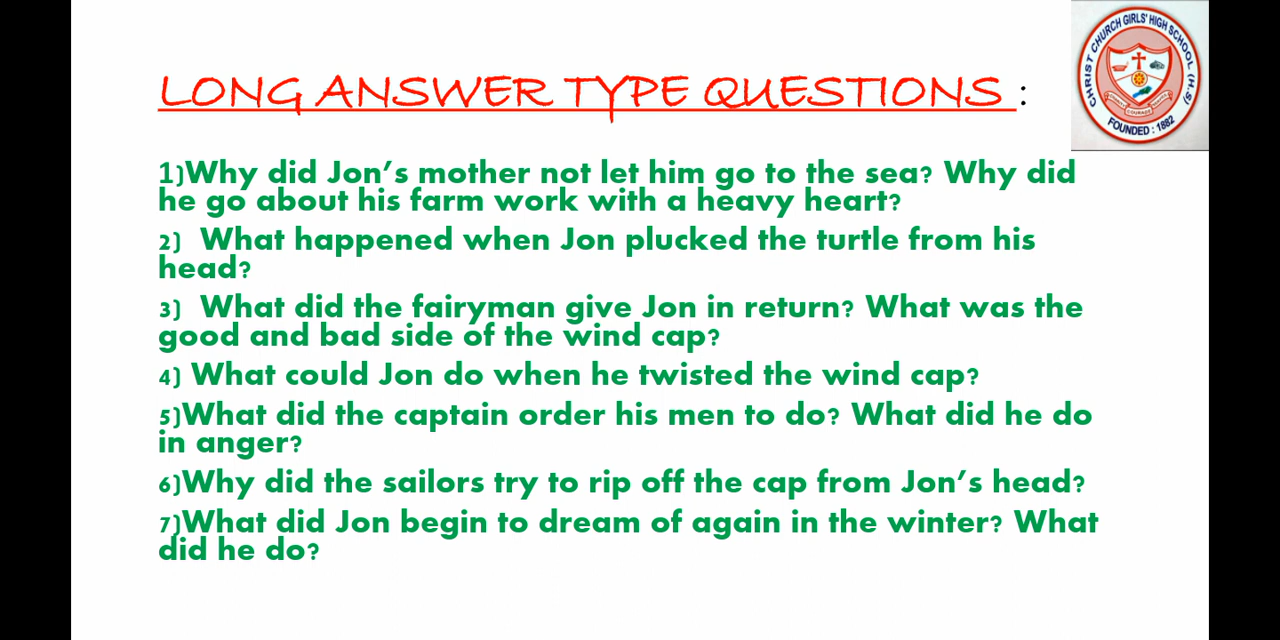 LONG ANSWER TYPE QUESTIONS :
CHRIST CHURCH GIRLS' HIGH SCHOOL (H.S)
COURAGE
FOUNDED : 1882
1)Why did Jon's mother not let him go to the sea? Why did
he go about his farm work with a heavy heart?
2) What happened when Jon plucked the turtle from his
head?
3) What did the fairyman give Jon in return? What was the
good and bad side of the wind cap?
4) What could Jon do when he twisted the wind cap?
5)What did the captain order his men to do? What did he do
in anger?
6)Why did the sailors try to rip off the cap from Jon's head?
7)What did Jon begin to dream of again in the winter? What
did he do?